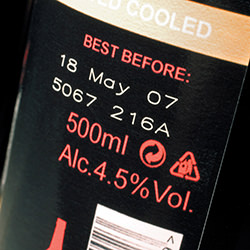 COOLED
BEST BEFORE:
18 May 07
5067 216A
500ml
Alc.4.5%Vol.